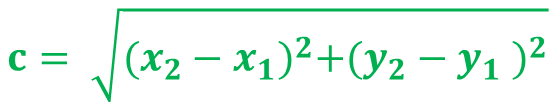 c = √(x₂ − x₁)²+(y₂ − y₁ )²